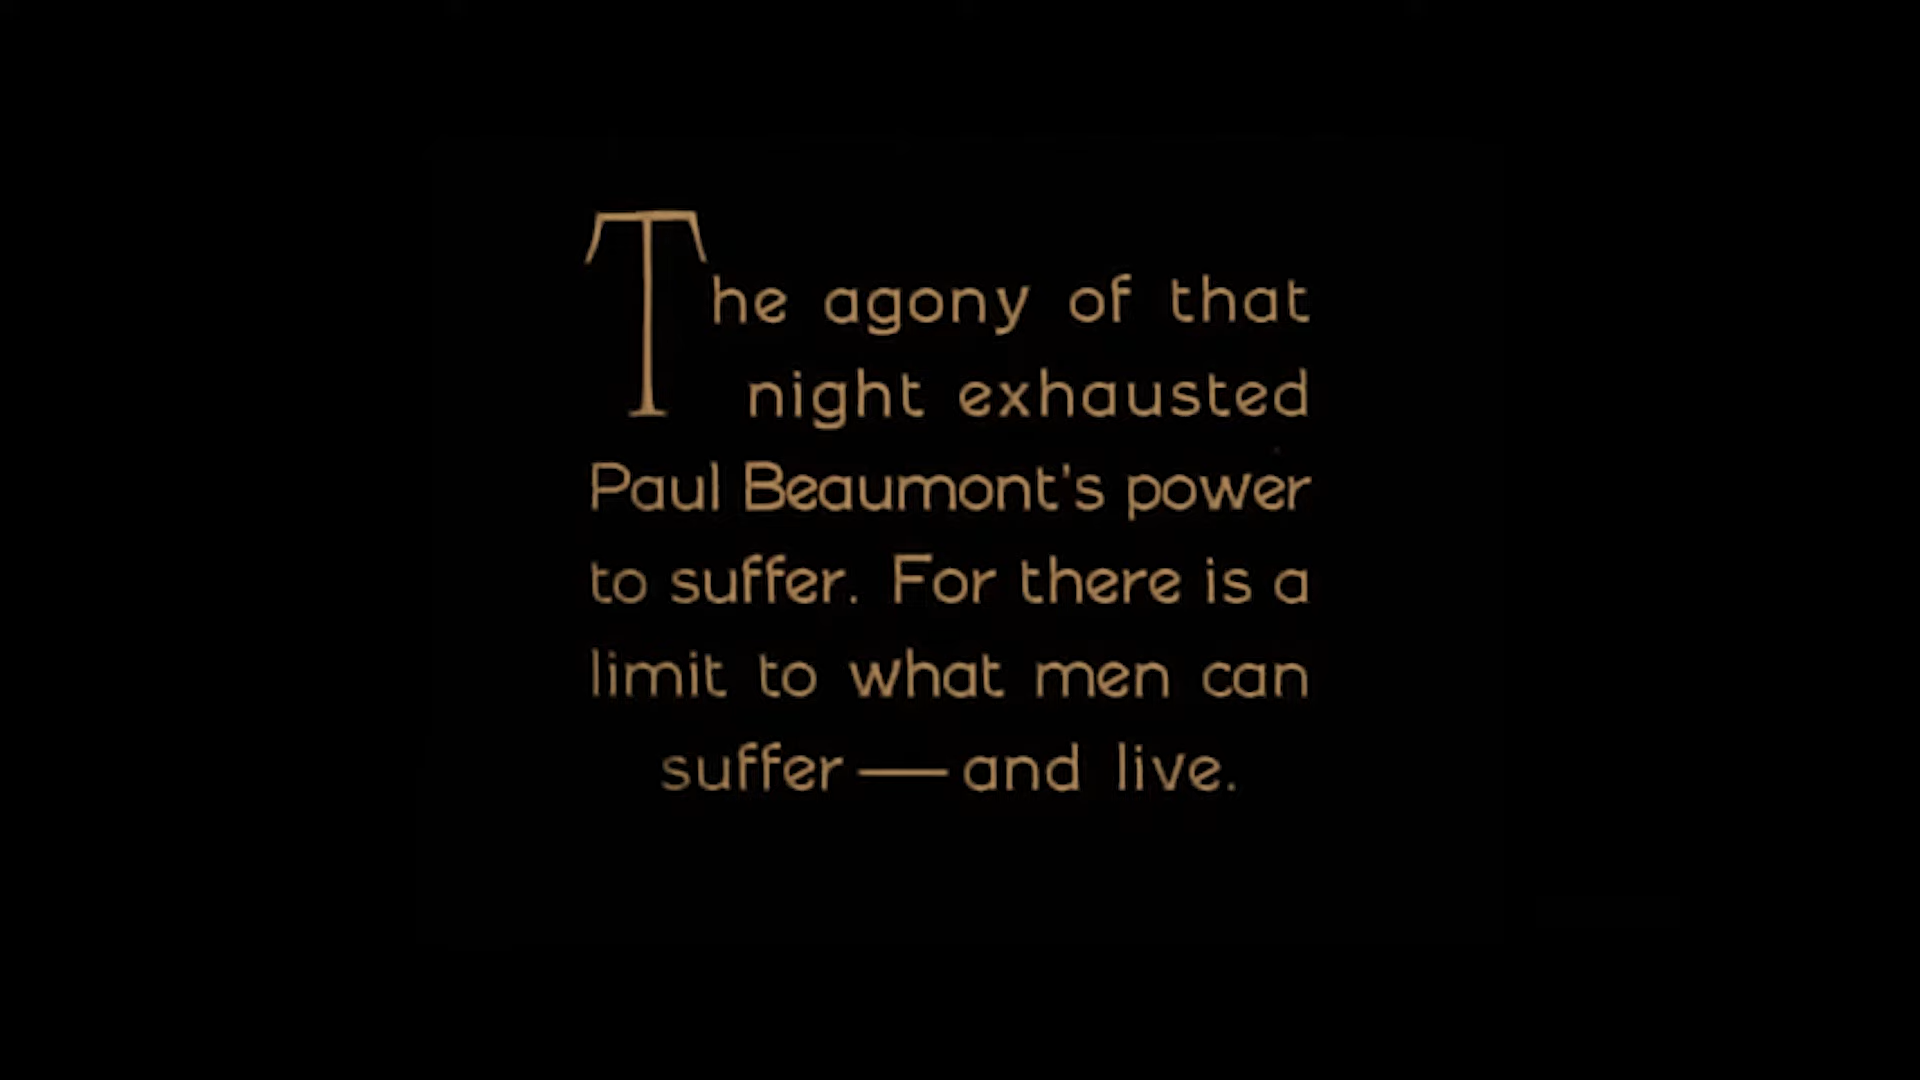 The agony of that
night exhausted
Paul Beaumont's power
to suffer. For there is a
limit to what men can
suffer—and live.